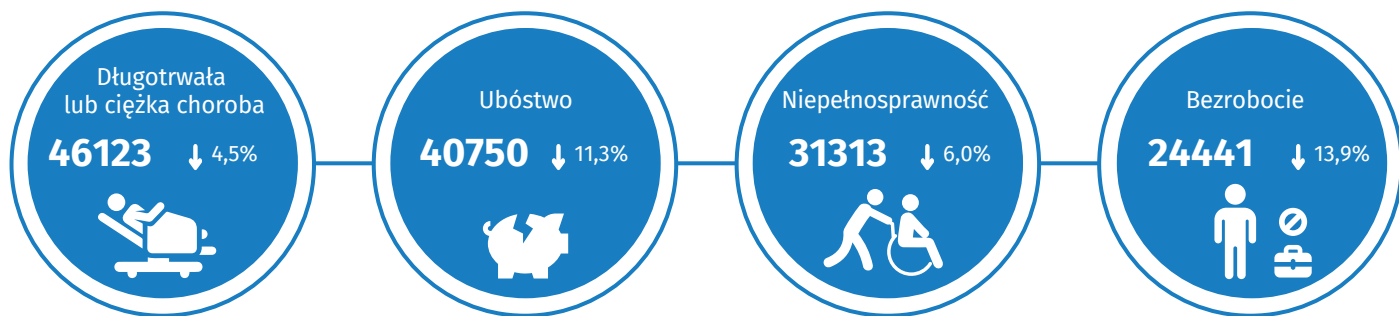 Długotrwała
lub ciężka choroba
46123 ↓ 4,5%
Ubóstwo
40750 ↓ 11,3%
Niepełnosprawność
31313 ↓ 6,0%
Bezrobocie
24441 ↓ 13,9%